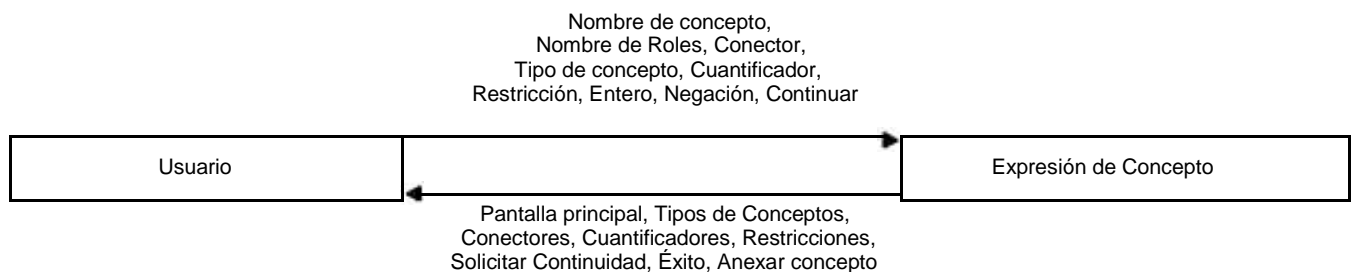 Nombre de concepto,
Nombre de Roles, Conector,
Tipo de concepto, Cuantificador,
Restricción, Entero, Negación, Continuar
Usuario
Expresión de Concepto
Pantalla principal, Tipos de Conceptos,
Conectores, Cuantificadores, Restricciones,
Solicitar Continuidad, Éxito, Anexar concepto